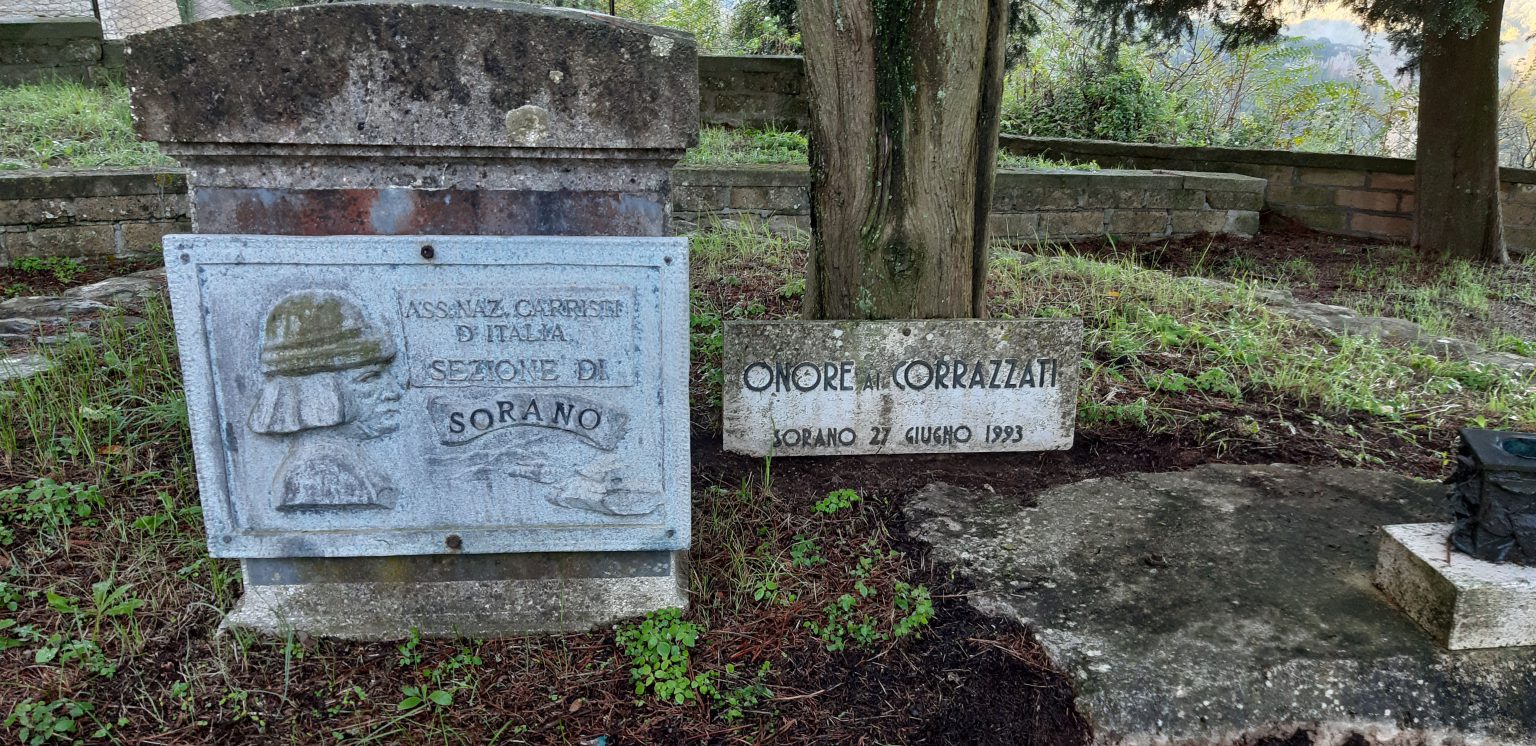 ASS. NAZ. CARRISTI
D'ITALIA
SEZIONE DI
SORANO
ONORE AI CORRAZZATI
SORANO 27 GIUGNO 1993